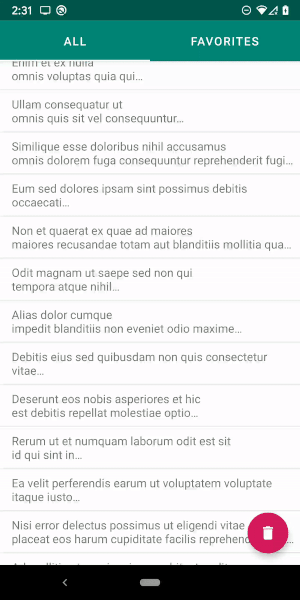 2:31
ALL FAVORITES
Enim et ex nulla
omnis voluptas quia qui...
Ullam consequatur ut
omnis quis sit vel consequuntur...
Similique esse doloribus nihil accusamus
omnis dolorem fuga consequuntur reprehenderit fugi...
Eum sed dolores ipsam sint possimus debitis
occaecati...
Non et quaerat ex quae ad maiores
maiores recusandae totam aut blanditiis mollitia qua...
Odit magnam ut saepe sed non qui
tempora atque nihil...
Alias dolor cumque
impedit blanditiis non eveniet odio maxime...
Debitis eius sed quibusdam non quis consectetur
vitae...
Deserunt eos nobis asperiores et hic
est debitis repellat molestiae optio...
Rerum ut et numquam laborum odit est sit
id qui sint in...
Ea velit perferendis earum ut voluptatem voluptate
itaque iusto...
Nisi error delectus possimus ut eligendi vitae
placeat eos harum cupiditate facilis reprehend